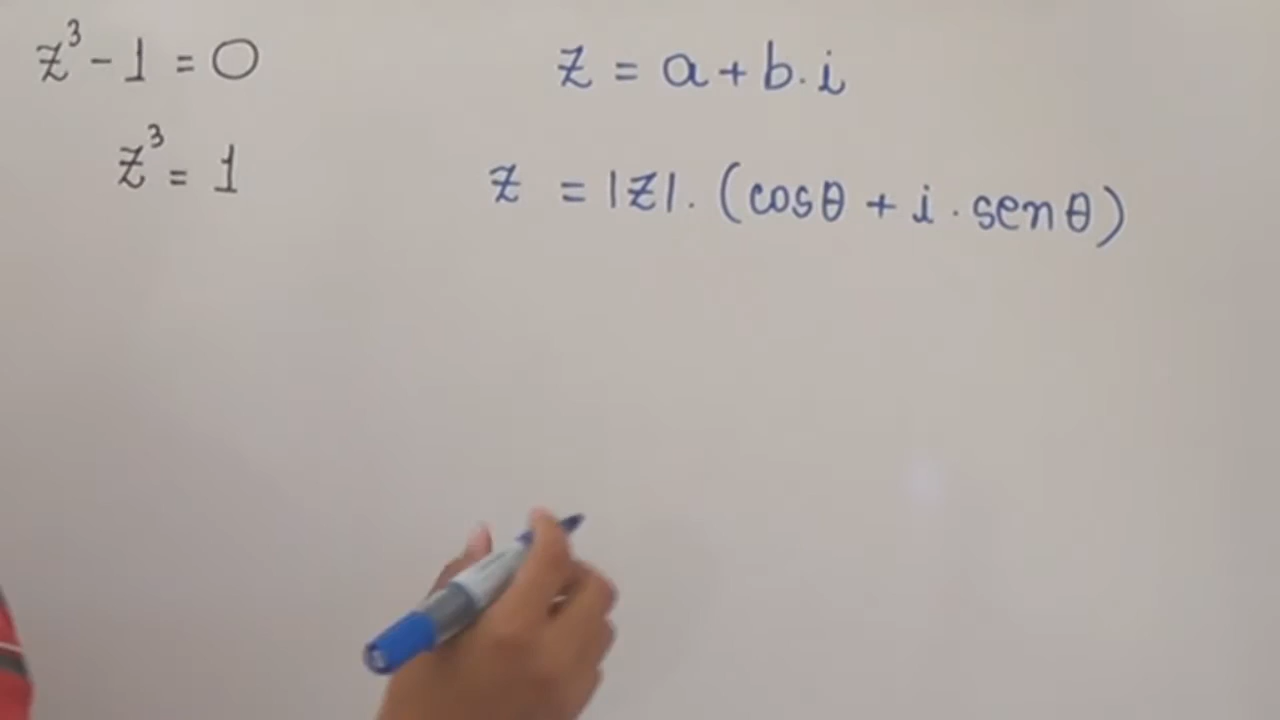 z³ - 1 = 0
z³ = 1
z = a + b · i
z = |z| · (cosθ + i · senθ)